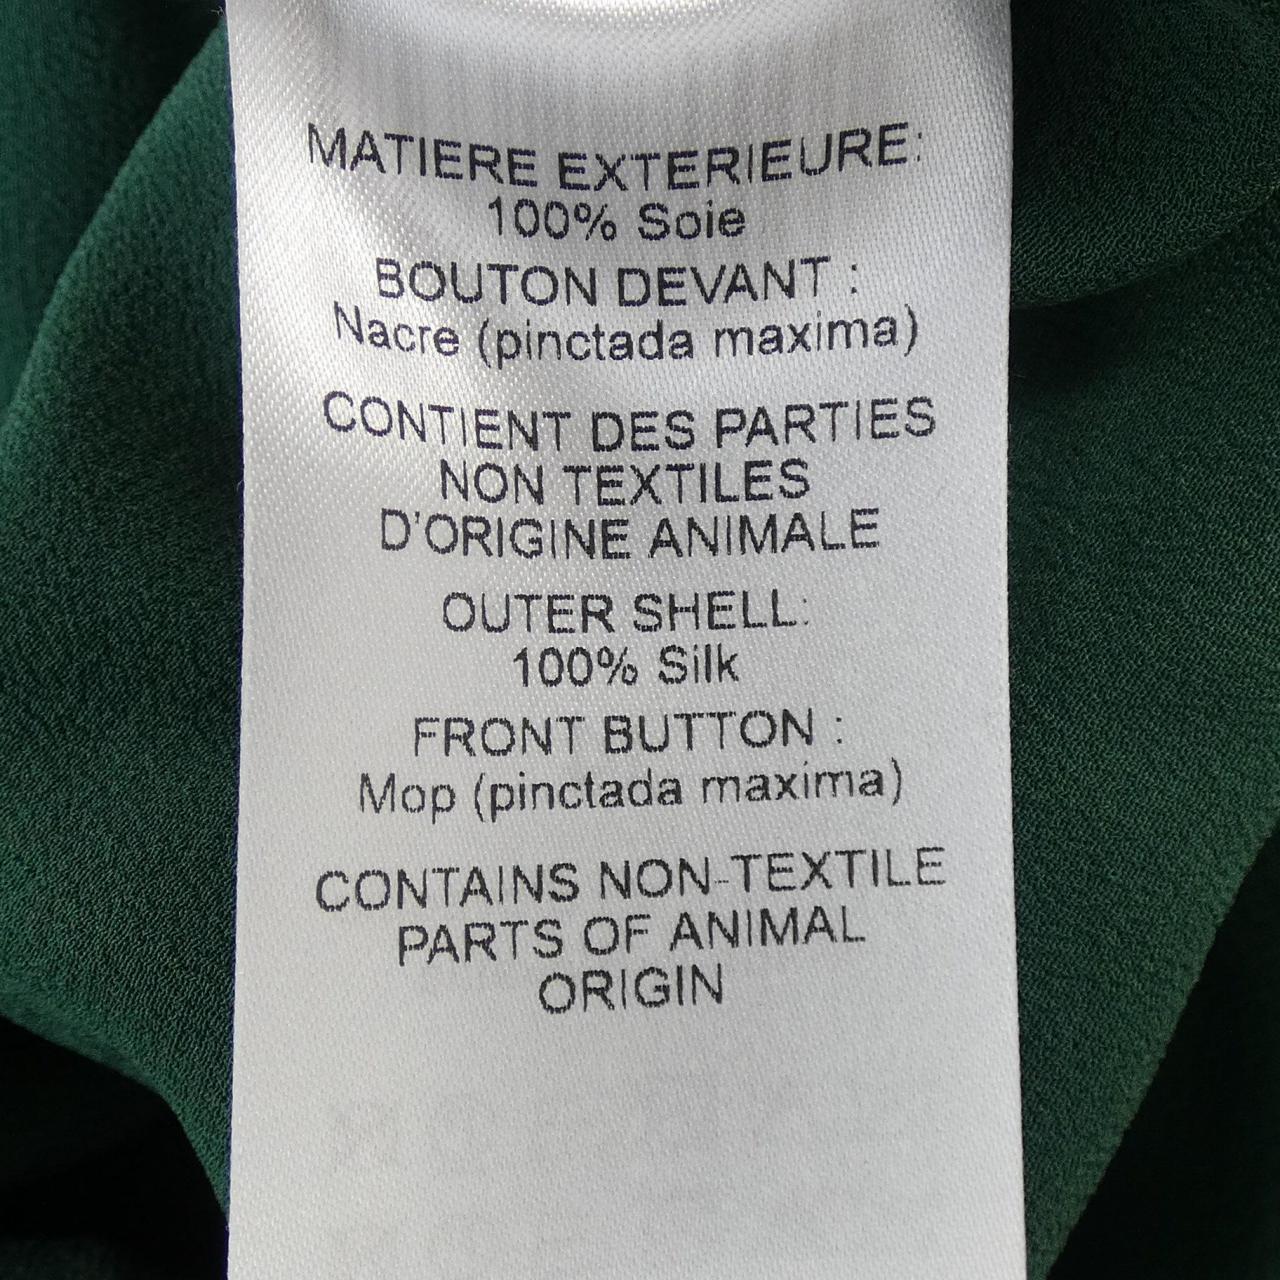 MATIERE EXTERIEURE:
100% Soie
BOUTON DEVANT :
Nacre (pinctada maxima)
CONTIENT DES PARTIES
NON TEXTILES
D'ORIGINE ANIMALE
OUTER SHELL:
100% Silk
FRONT BUTTON :
Mop (pinctada maxima)
CONTAINS NON-TEXTILE
PARTS OF ANIMAL
ORIGIN